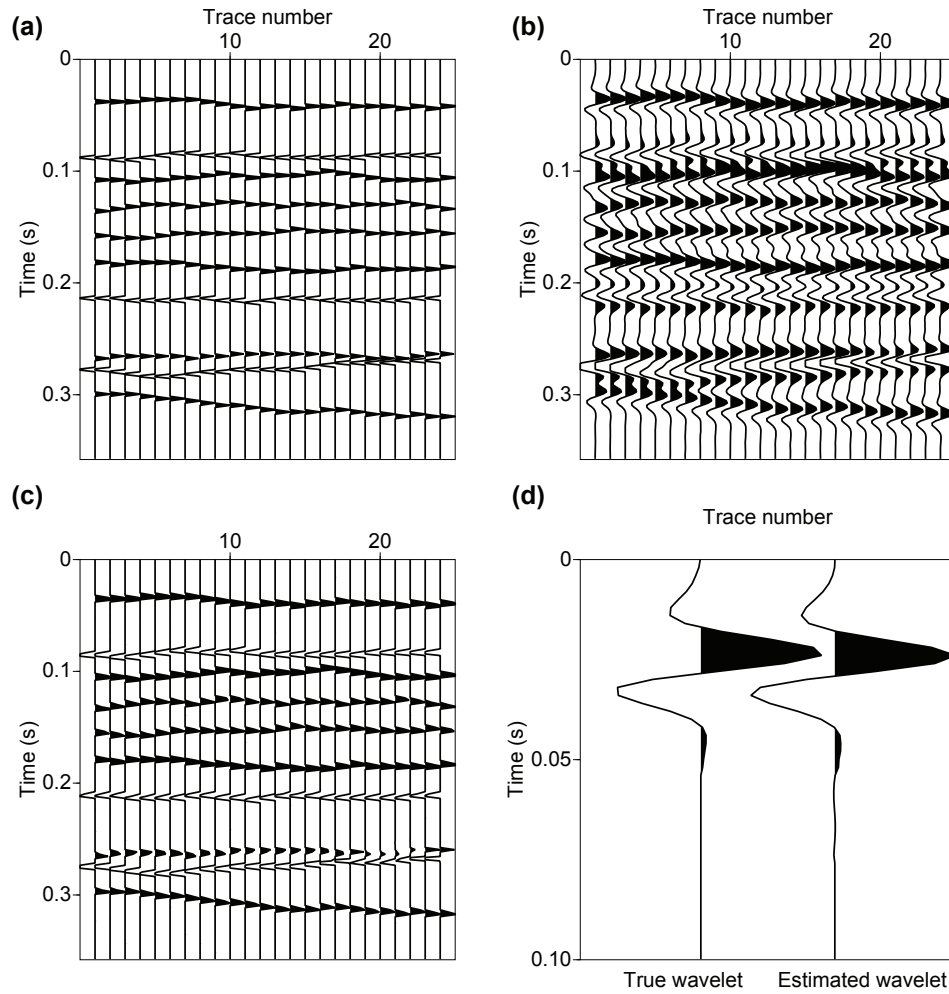 (a)
Trace number
10 20
0
0.1
0.2
0.3
Time (s)
(b)
Trace number
10 20
0
0.1
0.2
0.3
Time (s)
(c)
10 20
0
0.1
0.2
0.3
Time (s)
(d)
Trace number
0
0.05
0.10
Time (s)
True wavelet Estimated wavelet